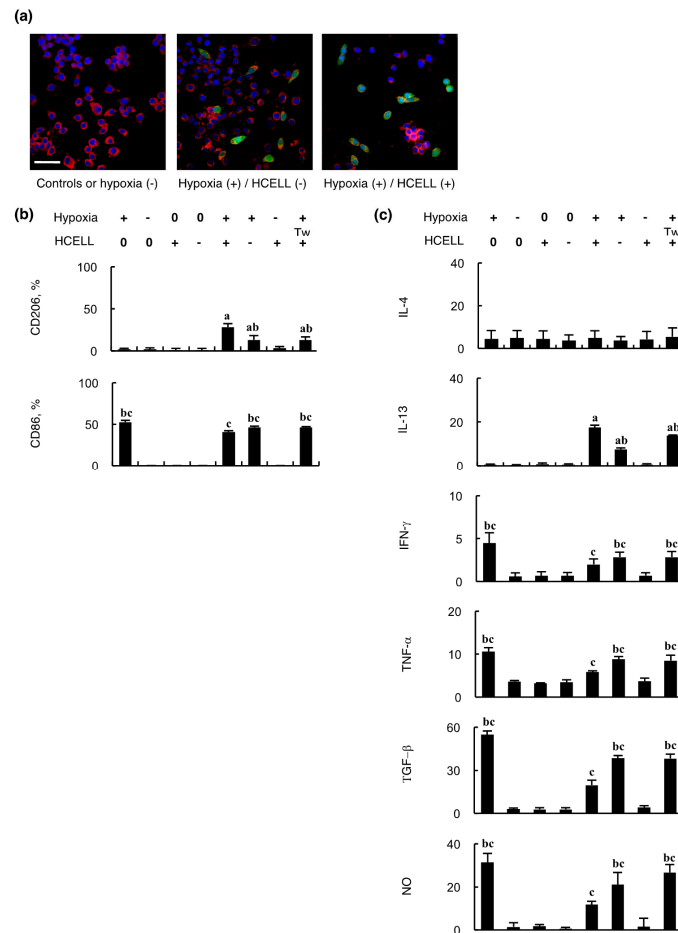 (a)
Controls or hypoxia (-)
Hypoxia (+) / HCELL (-)
Hypoxia (+) / HCELL (+)
(b)
Hypoxia + - 0 0 + + - +
Tw
HCELL 0 0 + - + - + +
CD206, %
100
50
0
a ab ab
CD86, %
100
50
0
bc c bc bc
(c)
Hypoxia + - 0 0 + + - +
Tw
HCELL 0 0 + - + - + +
IL-4
40
20
0
IL-13
40
20
0
a ab ab
IFN-γ
10
5
0
bc c bc bc
TNF-α
20
10
0
bc c bc bc
TGF-β
60
30
0
bc c bc bc
NO
40
20
0
bc c bc bc